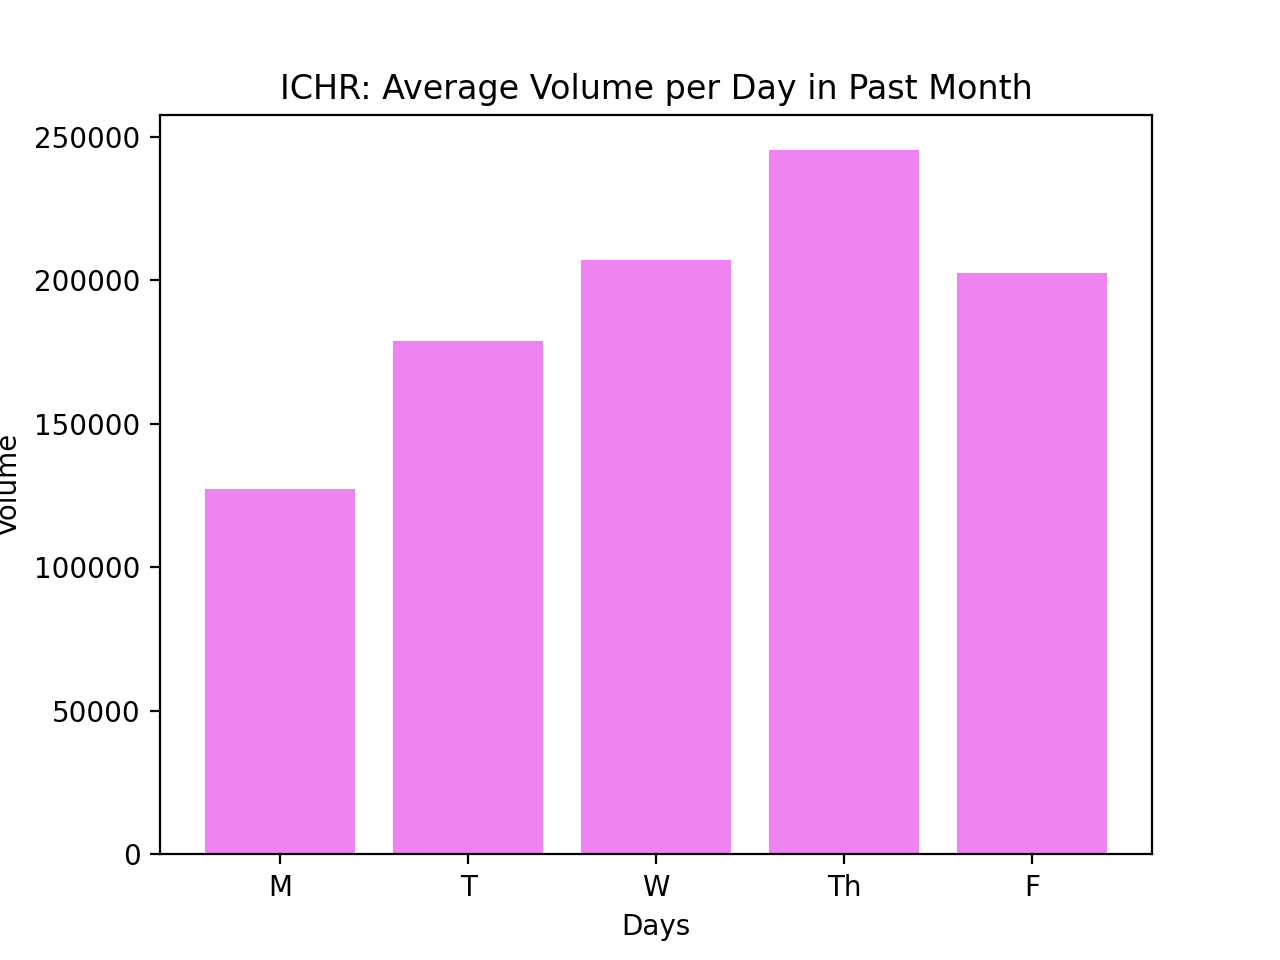 ICHR: Average Volume per Day in Past Month
250000
200000
150000
100000
50000
0
Volume
M T W Th F
Days